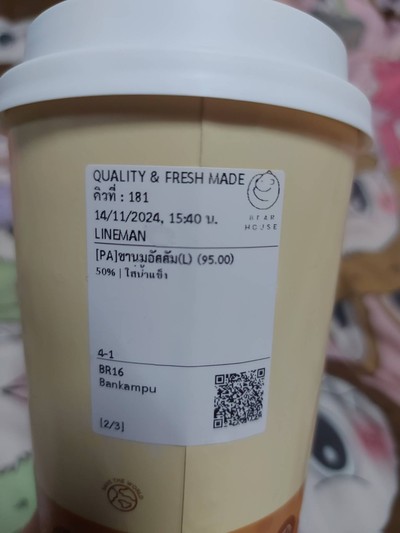 QUALITY & FRESH MADE
คิวที่ : 181
14/11/2024, 15:40 น.
BEAR
HOUSE
LINEMAN
[PA]ชานมอัสสัม(L) (95.00)
50% | ใส่น้ำแข็ง
4-1
BR16
Bankampu
[2/3]